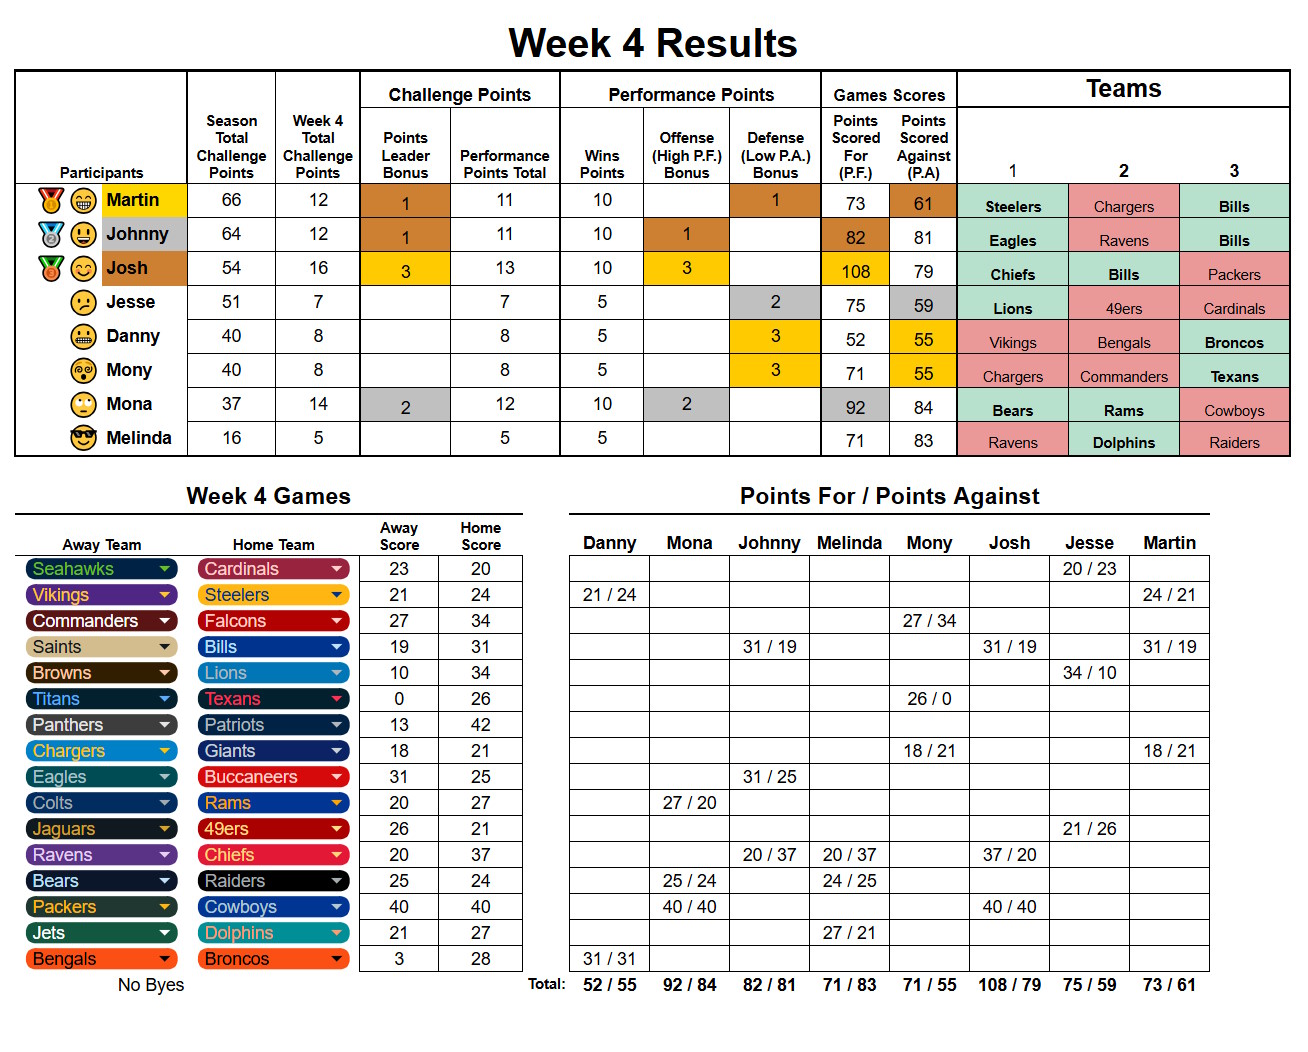 Week 4 Results
Challenge Points Performance Points Games Scores Teams
Participants Season Total Challenge Points Week 4 Total Challenge Points Points Leader Bonus Performance Points Total Wins Points Offense (High P.F.) Bonus Defense (Low P.A.) Bonus Points Scored For (P.F.) Points Scored Against (P.A) 1 2 3
Martin 66 12 1 11 10 1 73 61 Steelers Chargers Bills
Johnny 64 12 1 11 10 1 82 81 Eagles Ravens Bills
Josh 54 16 3 13 10 3 108 79 Chiefs Bills Packers
Jesse 51 7 7 5 2 75 59 Lions 49ers Cardinals
Danny 40 8 8 5 3 52 55 Vikings Bengals Broncos
Mony 40 8 8 5 3 71 55 Chargers Commanders Texans
Mona 37 14 2 12 10 2 92 84 Bears Rams Cowboys
Melinda 16 5 5 5 71 83 Ravens Dolphins Raiders
Week 4 Games Points For / Points Against
Away Team Home Team Away Score Home Score Danny Mona Johnny Melinda Mony Josh Jesse Martin
Seahawks Cardinals 23 20 20 / 23
Vikings Steelers 21 24 21 / 24 24 / 21
Commanders Falcons 27 34 27 / 34
Saints Bills 19 31 31 / 19 31 / 19 31 / 19
Browns Lions 10 34 34 / 10
Titans Texans 0 26 26 / 0
Panthers Patriots 13 42
Chargers Giants 18 21 18 / 21 18 / 21
Eagles Buccaneers 31 25 31 / 25
Colts Rams 20 27 27 / 20
Jaguars 49ers 26 21 21 / 26
Ravens Chiefs 20 37 20 / 37 20 / 37 37 / 20
Bears Raiders 25 24 25 / 24 24 / 25
Packers Cowboys 40 40 40 / 40 40 / 40
Jets Dolphins 21 27 27 / 21
Bengals Broncos 3 28 31 / 31
No Byes Total: 52 / 55 92 / 84 82 / 81 71 / 83 71 / 55 108 / 79 75 / 59 73 / 61